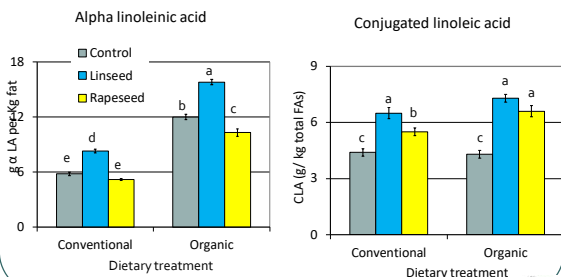 Alpha linoleinic acid
g α LA per Kg fat
18
12
6
0
Control
Linseed
Rapeseed
e
d
e
b
a
c
Conventional
Organic
Dietary treatment
Conjugated linoleic acid
CLA (g/ kg total FAs)
9
6
3
0
c
a
b
c
a
a
Conventional
Organic
Dietary treatment